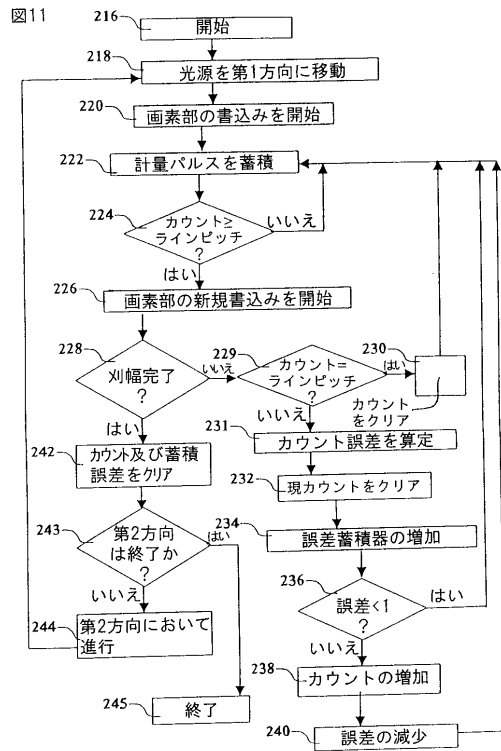 図11
216
開始
218
光源を第1方向に移動
220
画素部の書込みを開始
222
計量パルスを蓄積
224
カウント≥
ラインピッチ
?
いいえ
はい
226
画素部の新規書込みを開始
228
刈幅完了
?
いいえ
はい
229
カウント=
ラインピッチ
?
はい
いいえ
230
カウント
をクリア
231
カウント誤差を算定
232
現カウントをクリア
234
誤差蓄積器の増加
236
誤差<1
?
はい
いいえ
238
カウントの増加
240
誤差の減少
242
カウント及び蓄積
誤差をクリア
243
第2方向
は終了か
?
はい
いいえ
244
第2方向において
進行
245
終了